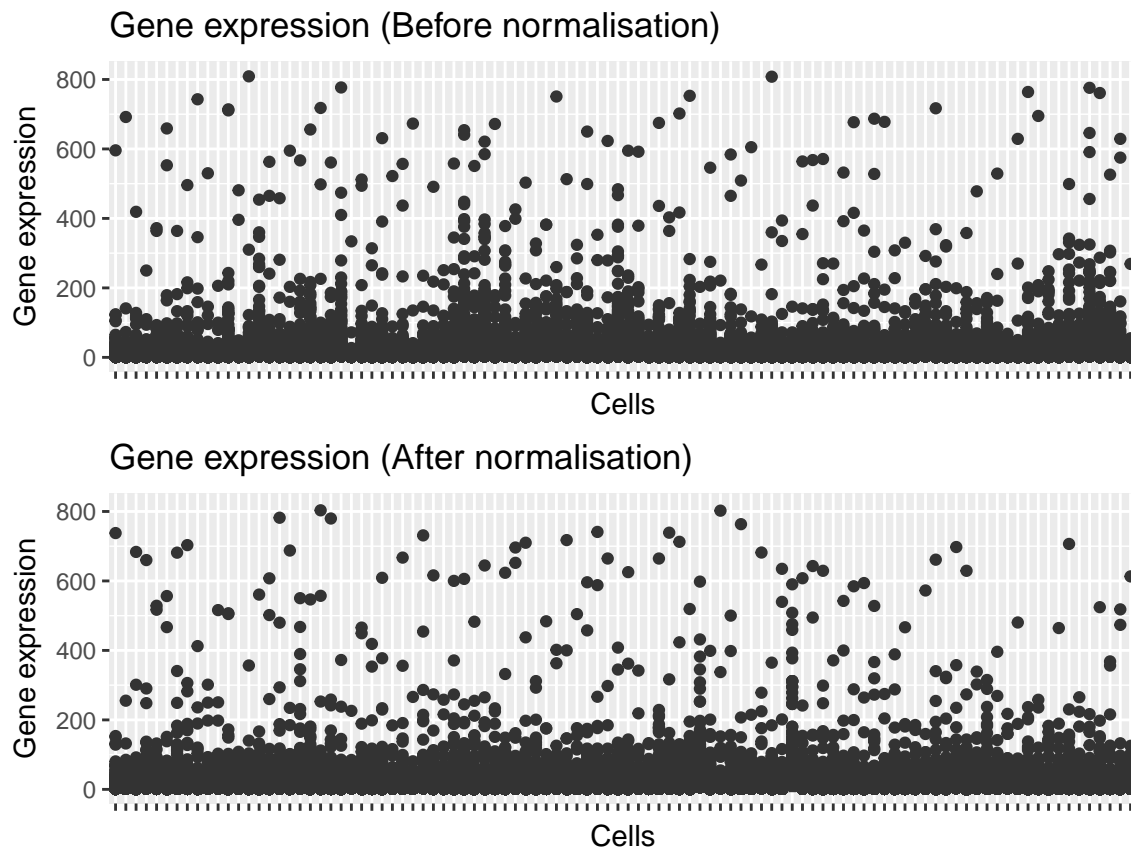 Gene expression (Before normalisation)
Gene expression
800
600
400
200
0
Cells
Gene expression (After normalisation)
Gene expression
800
600
400
200
0
Cells